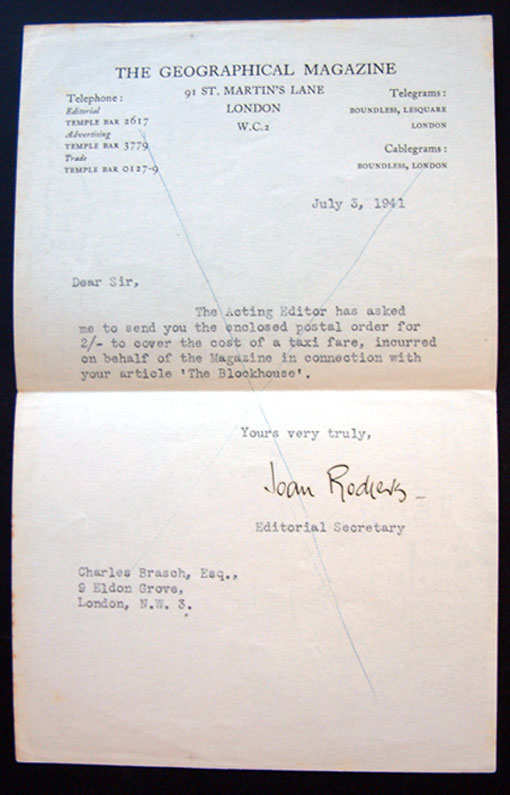 THE GEOGRAPHICAL MAGAZINE
91 ST. MARTIN'S LANE
LONDON
W.C.2
Telephone:
Editorial
TEMPLE BAR 2617
Advertising
TEMPLE BAR 3779
Trade
TEMPLE BAR 0127-9
Telegrams:
BOUNDLESS, LESQUARE
LONDON
Cablegrams:
BOUNDLESS, LONDON
July 3, 1941
Dear Sir,
The Acting Editor has asked
me to send you the enclosed postal order for
2/- to cover the cost of a taxi fare, incurred
on behalf of the Magazine in connection with
your article 'The Blockhouse'.
Yours very truly,
Joan Rodgers
Editorial Secretary
Charles Brasch, Esq.,
9 Eldon Grove,
London, N.W. 3.